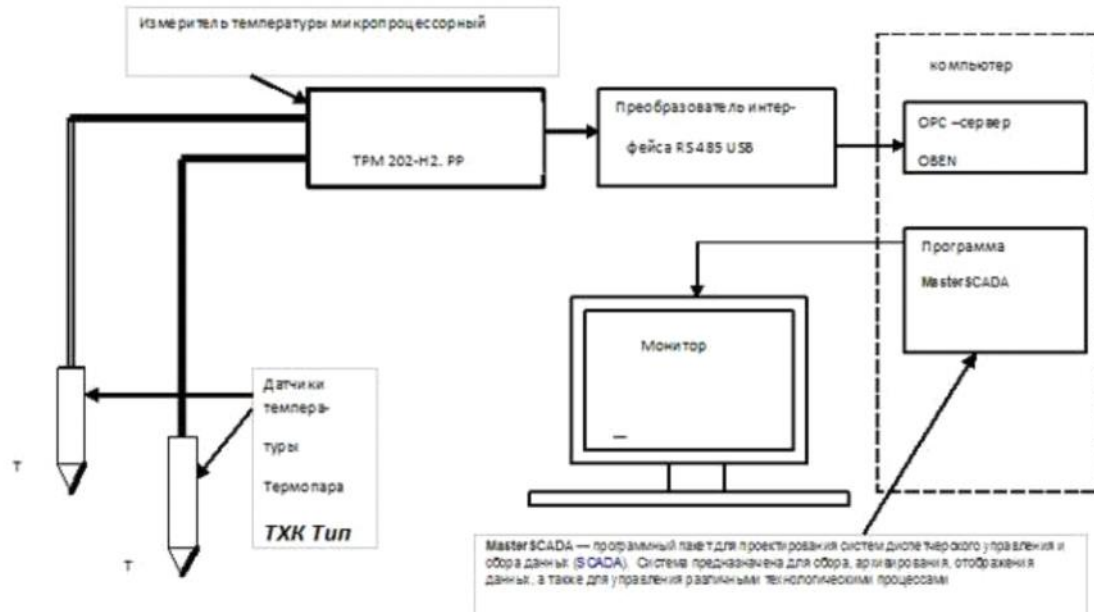 Измеритель температуры микропроцессорный
компьютер
Преобразователь интер-
фейса RS485 USB
OPC –сервер
ОВЕН
ТРМ 202-Н2. РР
Программа
MasterSCADA
Монитор
Датчики
темпера-
туры
Термопара
ТХК Тип
Т
Т
MasterSCADA — программный пакет для проектирования систем диспетчерского управления и
сбора данных (SCADA). Система предназначена для сбора, архивирования, отображения
данных, а также для управления различными технологическими процессами